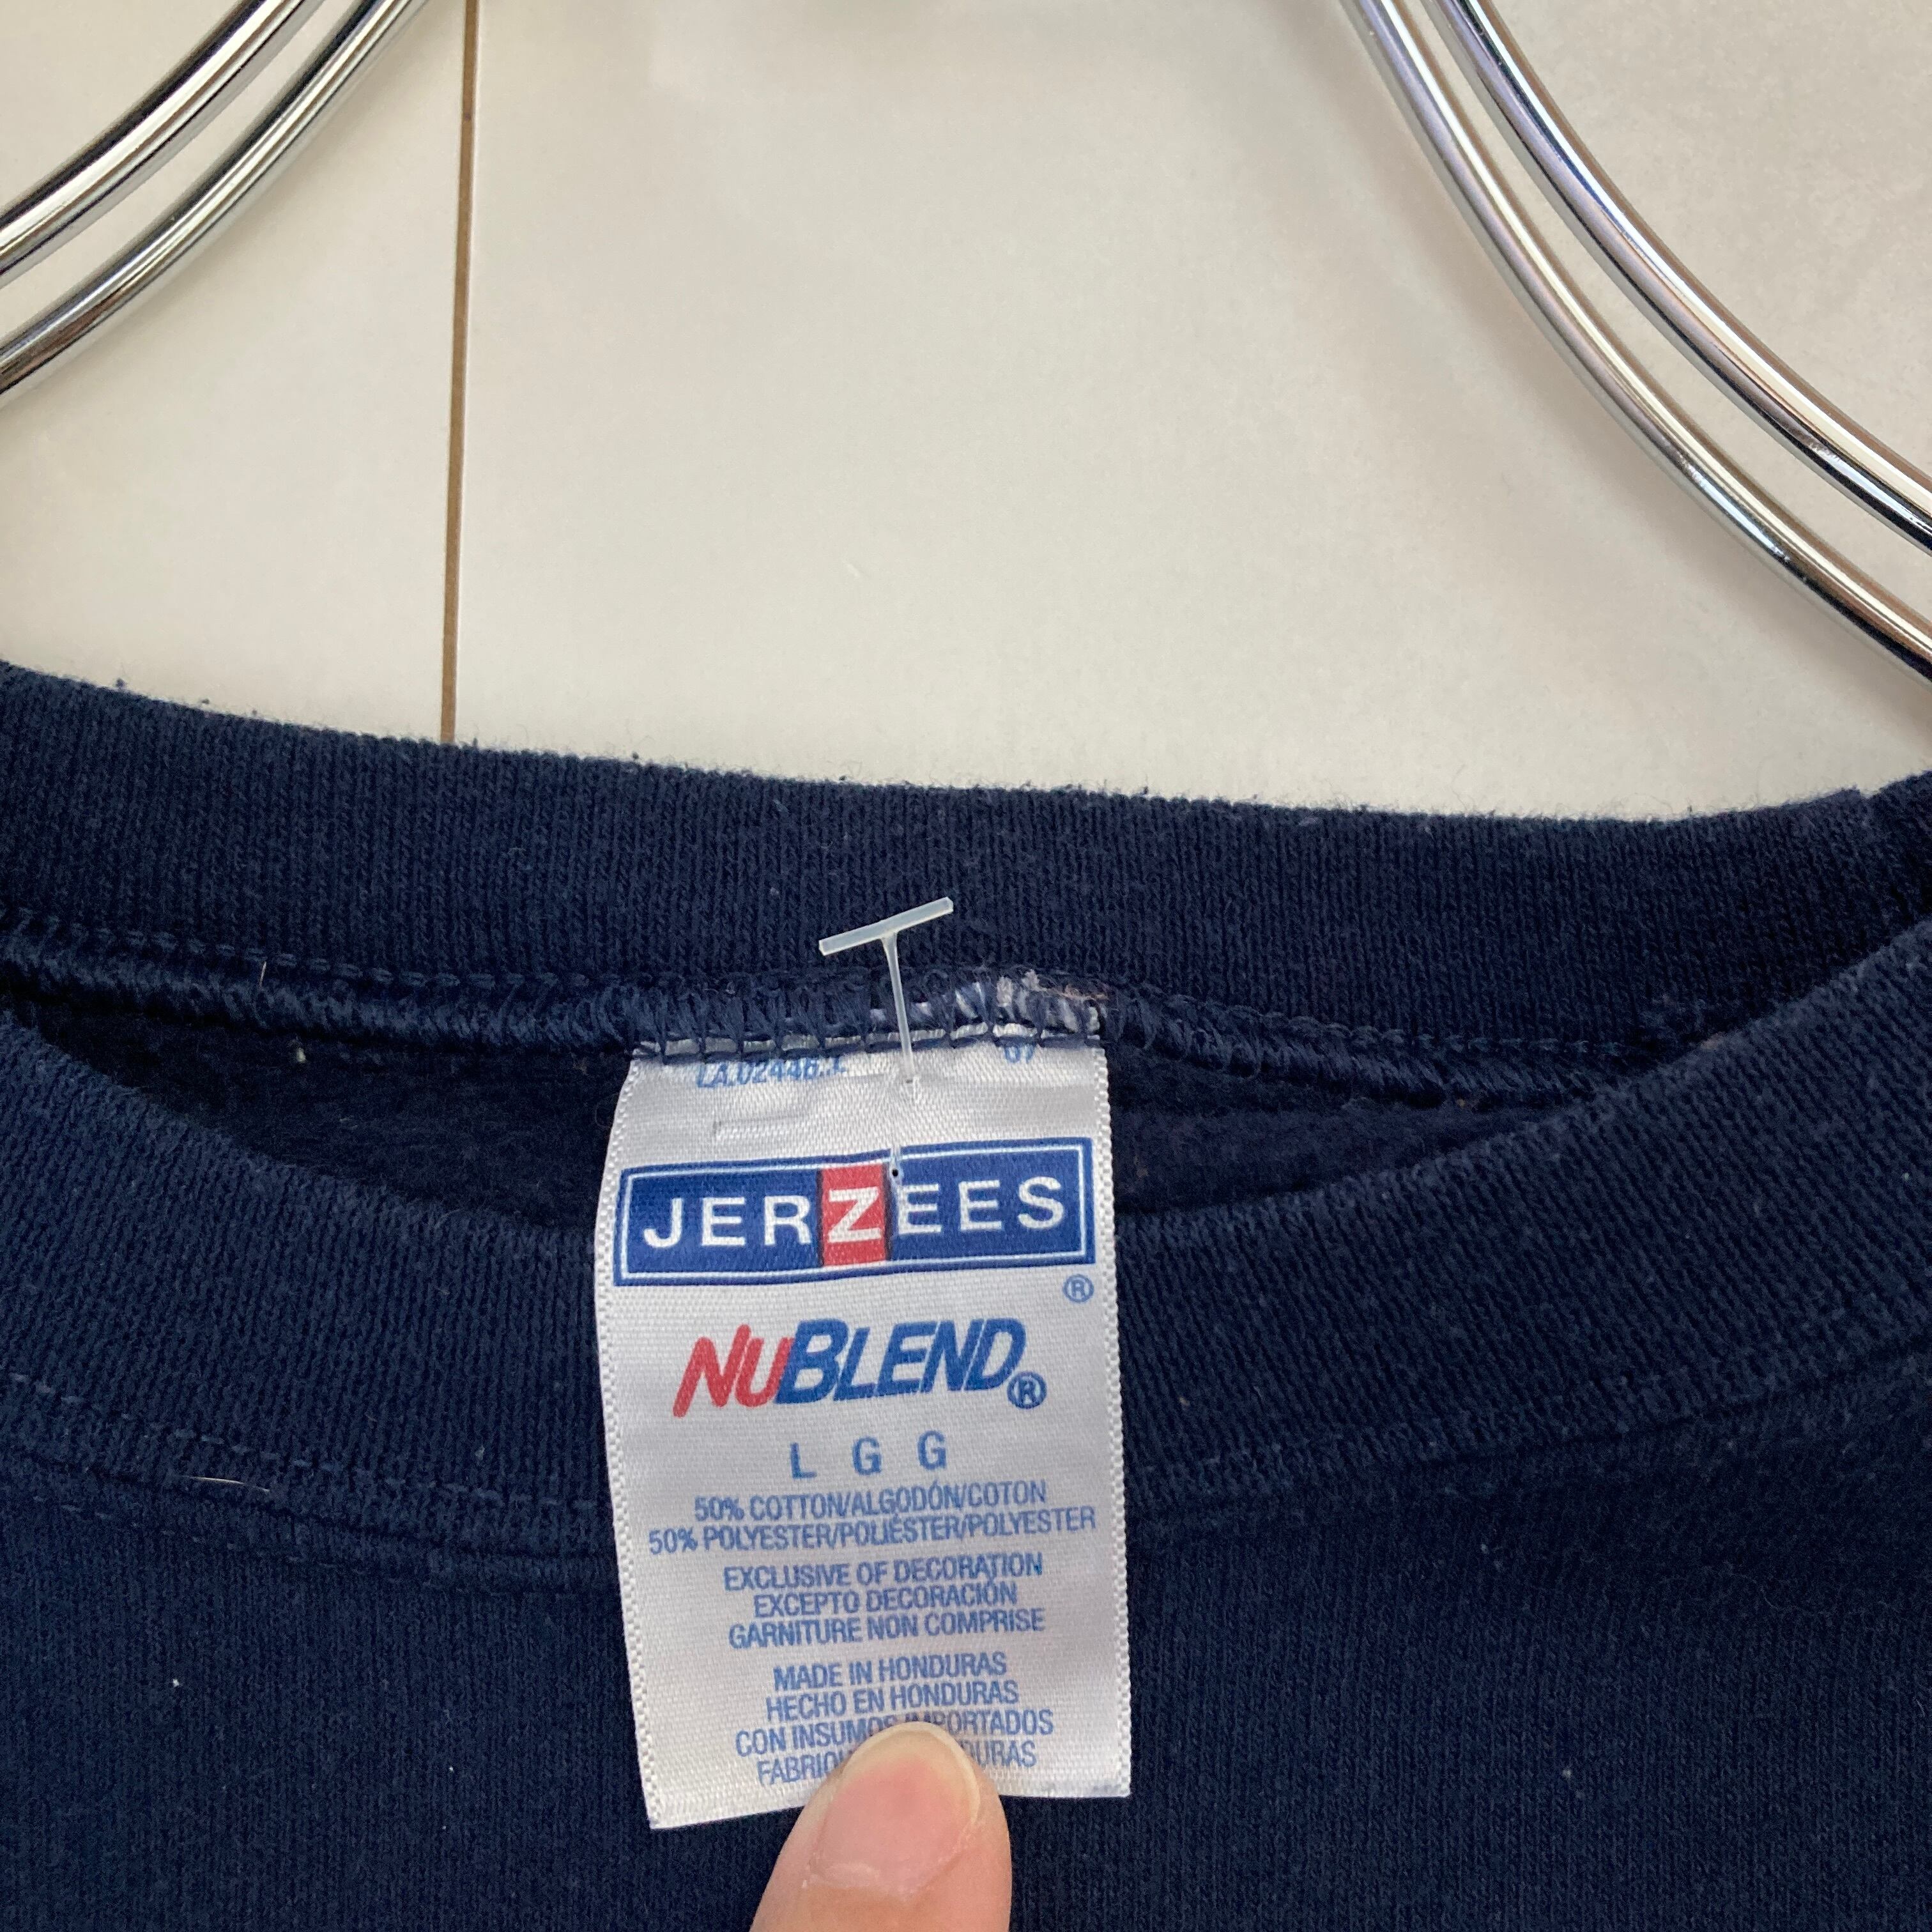 07
JERZEES
®
NUBLEND®
L G G
50% COTTON/ALGODÓN/COTON
50% POLYESTER/POLIÉSTER/POLYESTER
EXCLUSIVE OF DECORATION
EXCEPTO DECORACIÓN
GARNITURE NON COMPRISE
MADE IN HONDURAS
HECHO EN HONDURAS
CON INSUMOS IMPORTADOS